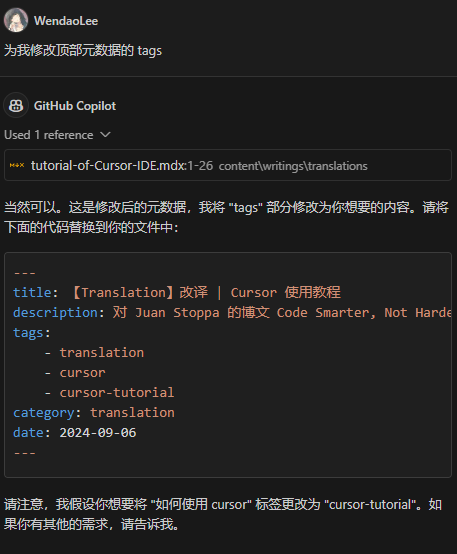 WendaoLee
为我修改顶部元数据的 tags
GitHub Copilot
Used 1 reference
M↓X tutorial-of-Cursor-IDE.mdx:1-26 content\writings\translations
当然可以。这是修改后的元数据，我将 "tags" 部分修改为你想要的内容。请将
下面的代码替换到你的文件中：
---
title: 【Translation】改译 | Cursor 使用教程
description: 对 Juan Stoppa 的博文 Code Smarter, Not Harde
tags:
    - translation
    - cursor
    - cursor-tutorial
category: translation
date: 2024-09-06
---
请注意，我假设你想要将 "如何使用 cursor" 标签更改为 "cursor-tutorial"。如
果你有其他的需求，请告诉我。